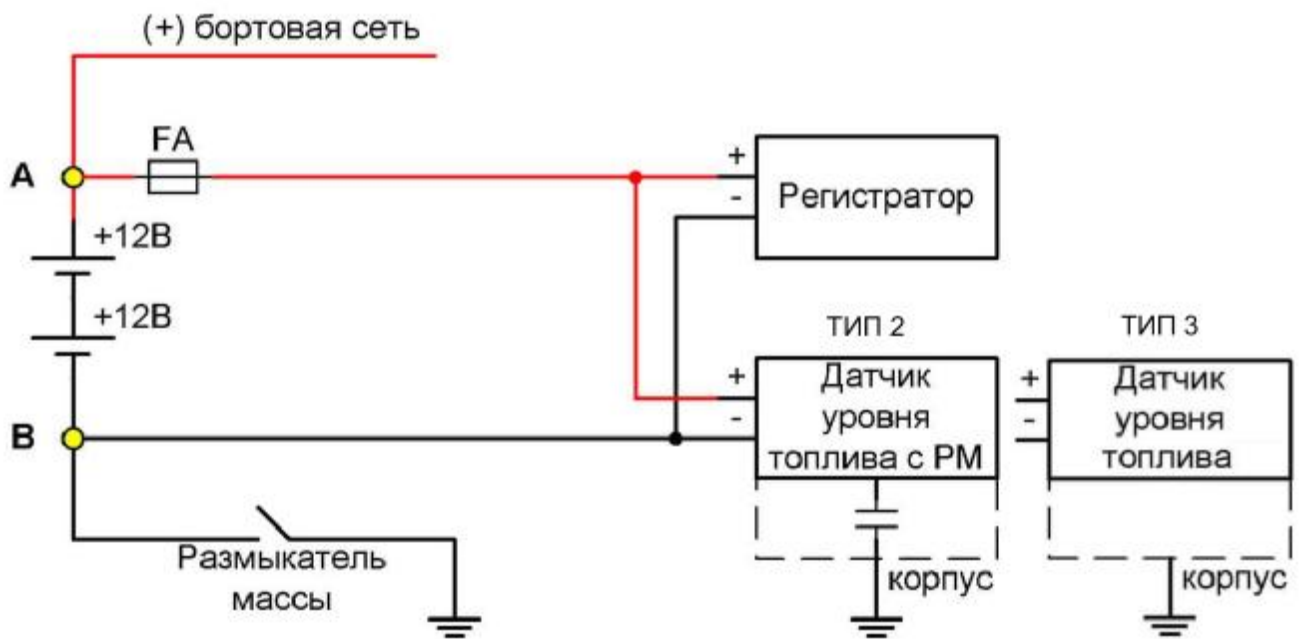 (+) бортовая сеть
FA
A
+
-
Регистратор
+12В
+12В
ТИП 2
ТИП 3
+
-
Датчик
уровня
топлива с РМ
+
-
Датчик
уровня
топлива
B
Размыкатель
массы
корпус
корпус